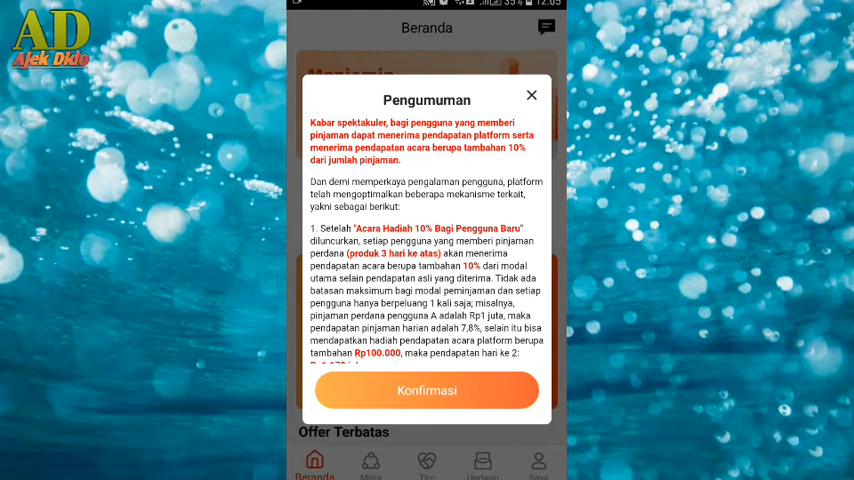 AD
Ajek Dido
35%
12.05
Beranda
Menjamin
Pengumuman
Kabar spektakuler, bagi pengguna yang memberi
pinjaman dapat menerima pendapatan platform serta
menerima pendapatan acara berupa tambahan 10%
dari jumlah pinjaman.
Dan demi memperkaya pengalaman pengguna, platform
telah mengoptimalkan beberapa mekanisme terkait,
yakni sebagai berikut:
1. Setelah "Acara Hadiah 10% Bagi Pengguna Baru"
diluncurkan, setiap pengguna yang memberi pinjaman
perdana (produk 3 hari ke atas) akan menerima
pendapatan acara berupa tambahan 10% dari modal
utama selain pendapatan asli yang diterima. Tidak ada
batasan maksimum bagi modal peminjaman dan setiap
pengguna hanya berpeluang 1 kali saja; misalnya,
pinjaman perdana pengguna A adalah Rp1 juta, maka
pendapatan pinjaman harian adalah 7,8%, selain itu bisa
mendapatkan hadiah pendapatan acara platform berupa
tambahan Rp100.000, maka pendapatan hari ke 2:
Konfirmasi
Offer Terbatas
Beranda
Mitra
Tim
Undang
Saya